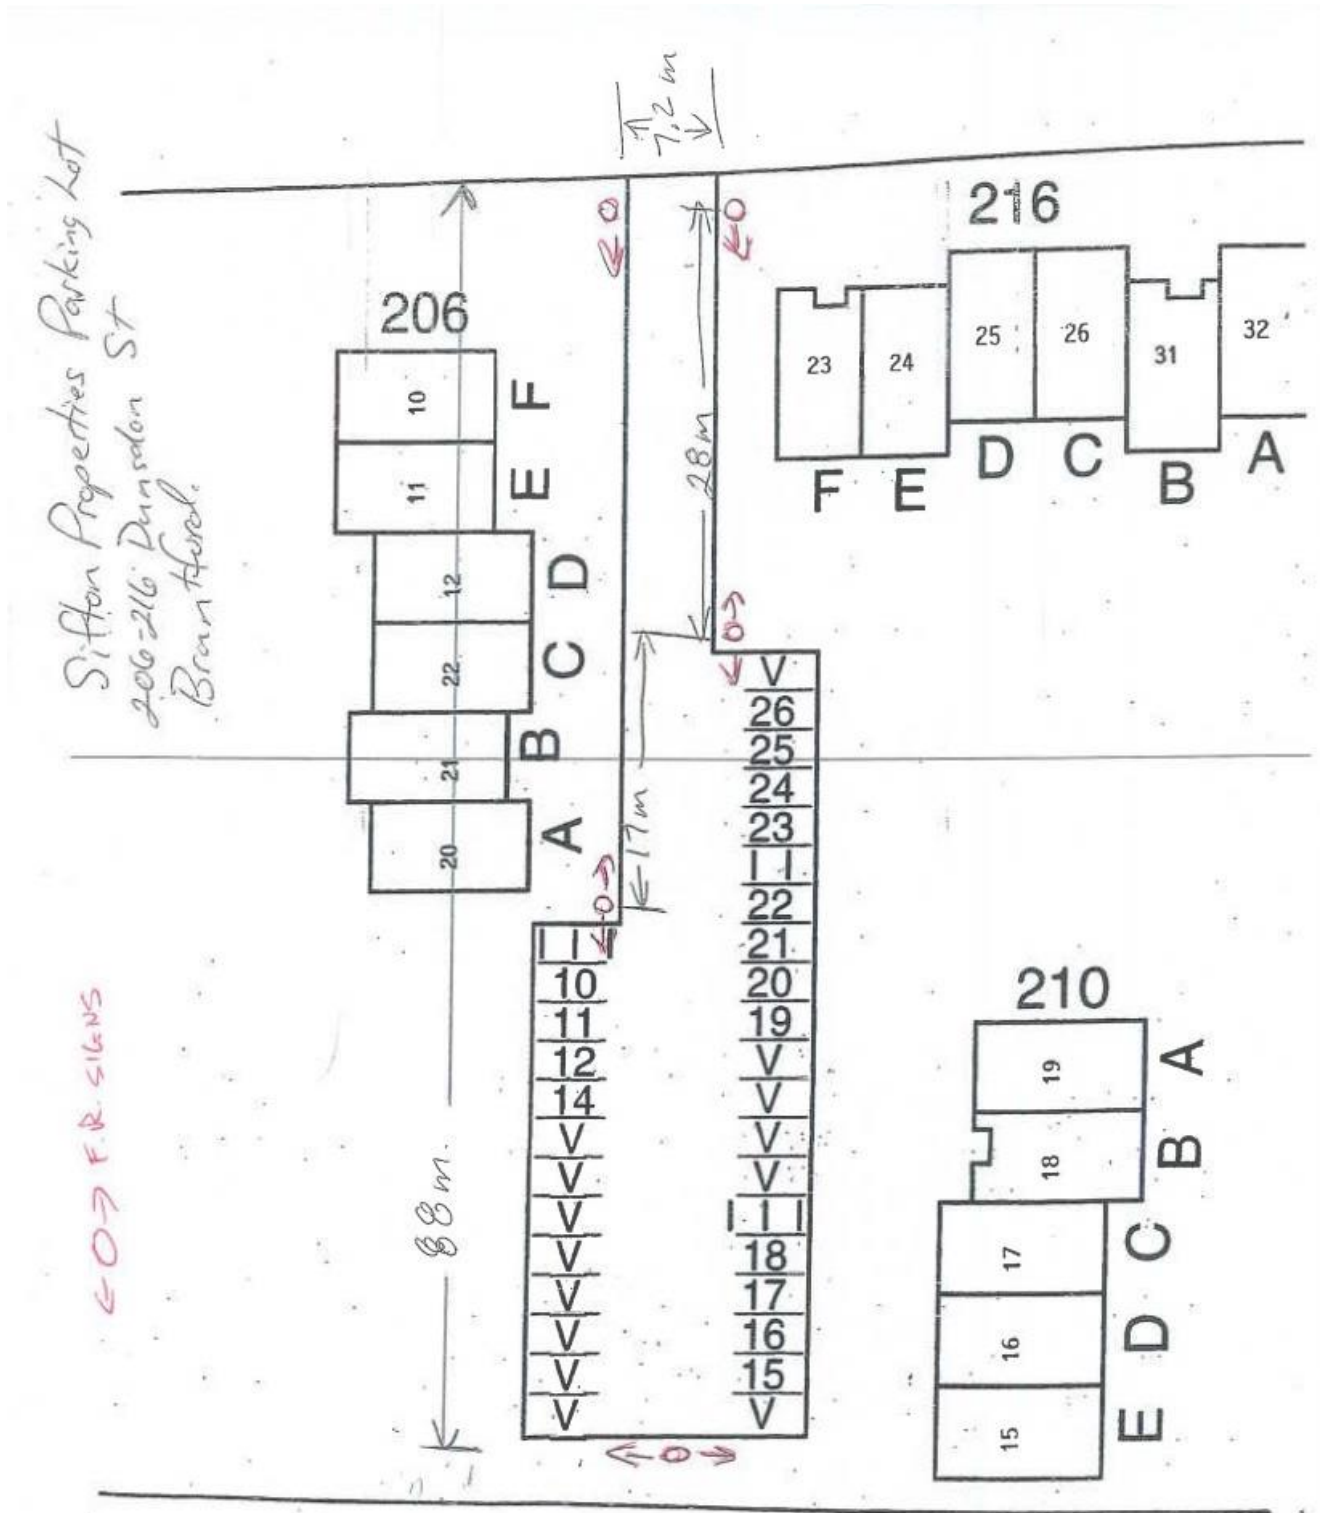 Sifton Properties Parking Lot
206-216 Dunsdon St
Brantford.
7.2 m
216
206
10
F
11
E
12
D
22
C
21
B
20
A
23
24
25
26
31
32
F
E
D
C
B
A
28m
17m
88m.
V
26
25
24
23
22
21
20
19
V
V
V
V
18
17
16
15
V
10
11
12
14
V
V
V
V
V
V
V
V
210
19
A
18
B
17
C
16
D
15
E
←O→ F.R. SIGNS